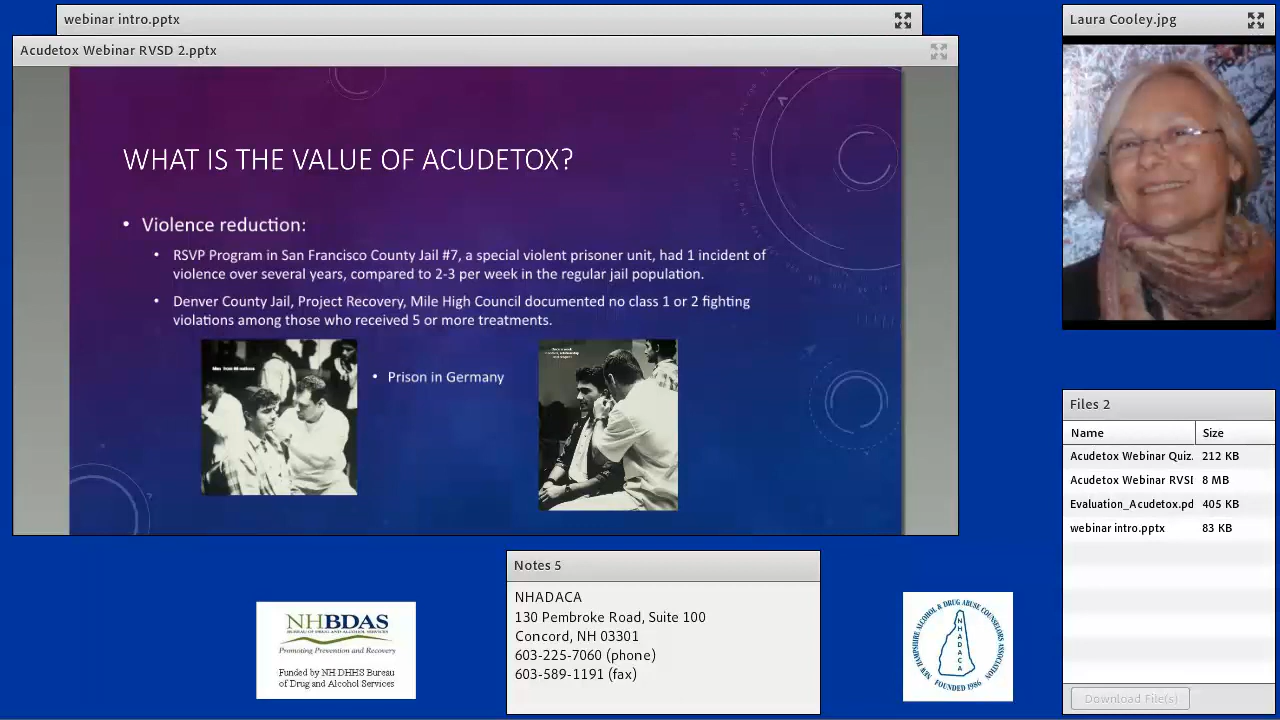 webinar intro.pptx
Acudetox Webinar RVSD 2.pptx
WHAT IS THE VALUE OF ACUDETOX?
• Violence reduction:
• RSVP Program in San Francisco County Jail #7, a special violent prisoner unit, had 1 incident of
violence over several years, compared to 2-3 per week in the regular jail population.
• Denver County Jail, Project Recovery, Mile High Council documented no class 1 or 2 fighting
violations among those who received 5 or more treatments.
• Prison in Germany
Laura Cooley.jpg
Files 2
Name Size
Acudetox Webinar Quiz. 212 KB
Acudetox Webinar RVSD 8 MB
Evaluation_Acudetox.pd 405 KB
webinar intro.pptx 83 KB
Download File(s)
NHBDAS
BUREAU OF DRUG AND ALCOHOL SERVICES
Promoting Prevention and Recovery
Funded by NH DHHS Bureau
of Drug and Alcohol Services
Notes 5
NHADACA
130 Pembroke Road, Suite 100
Concord, NH 03301
603-225-7060 (phone)
603-589-1191 (fax)
NEW HAMPSHIRE ALCOHOL & DRUG ABUSE COUNSELORS ASSOCIATION
NHADACA
FOUNDED 1986